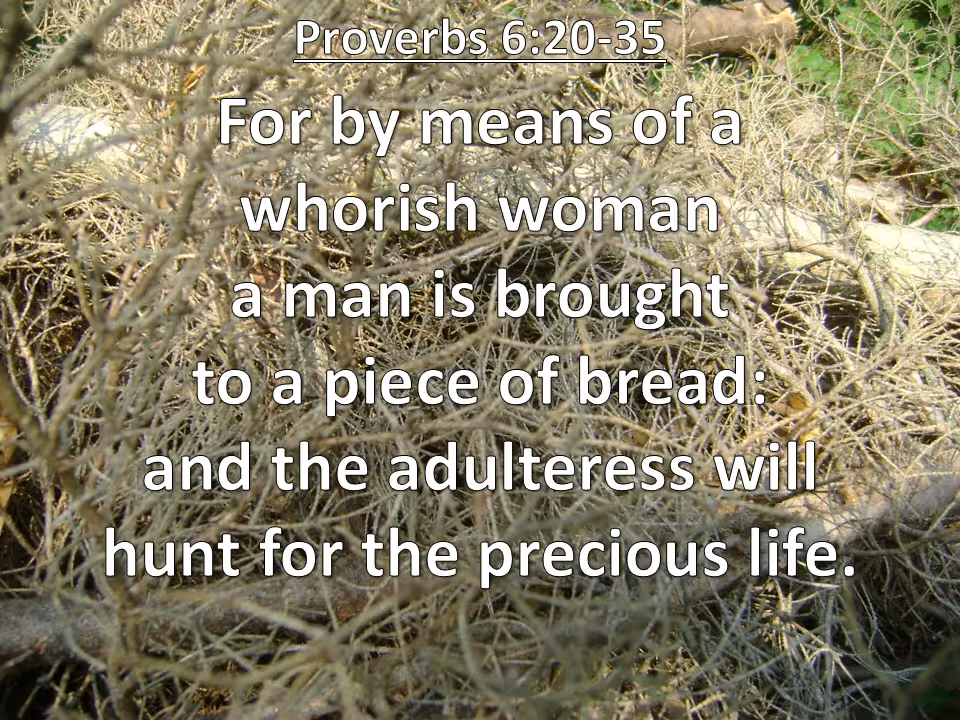 Proverbs 6:20-35
For by means of a
whorish woman
a man is brought
to a piece of bread:
and the adulteress will
hunt for the precious life.